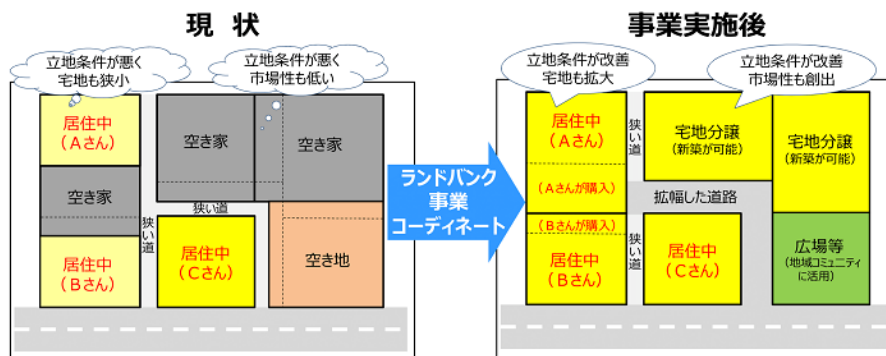 現 状
立地条件が悪く
宅地も狭小
立地条件が悪く
市場性も低い
居住中
(Aさん)
空き家
居住中
(Bさん)
狭い道
空き家
空き家
狭い道
居住中
(Cさん)
空き地
ランドバンク
事業
コーディネート
事業実施後
立地条件が改善
宅地も拡大
立地条件が改善
市場性も創出
居住中
(Aさん)
(Aさんが購入)
(Bさんが購入)
居住中
(Bさん)
狭い道
狭い道
宅地分譲
(新築が可能)
宅地分譲
(新築が可能)
拡幅した道路
居住中
(Cさん)
広場等
(地域コミュニティ
に活用)